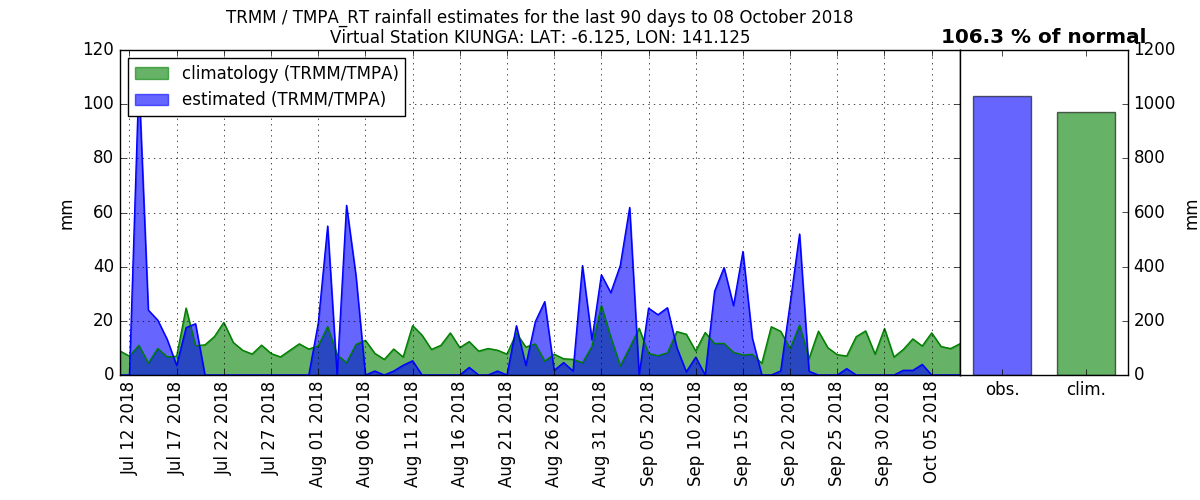 TRMM / TMPA_RT rainfall estimates for the last 90 days to 08 October 2018
Virtual Station KIUNGA: LAT: -6.125, LON: 141.125
106.3 % of normal
climatology (TRMM/TMPA)
estimated (TRMM/TMPA)
120
100
80
60
40
20
0
mm
Jul 12 2018
Jul 17 2018
Jul 22 2018
Jul 27 2018
Aug 01 2018
Aug 06 2018
Aug 11 2018
Aug 16 2018
Aug 21 2018
Aug 26 2018
Aug 31 2018
Sep 05 2018
Sep 10 2018
Sep 15 2018
Sep 20 2018
Sep 25 2018
Sep 30 2018
Oct 05 2018
obs.
clim.
1200
1000
800
600
400
200
0
mm